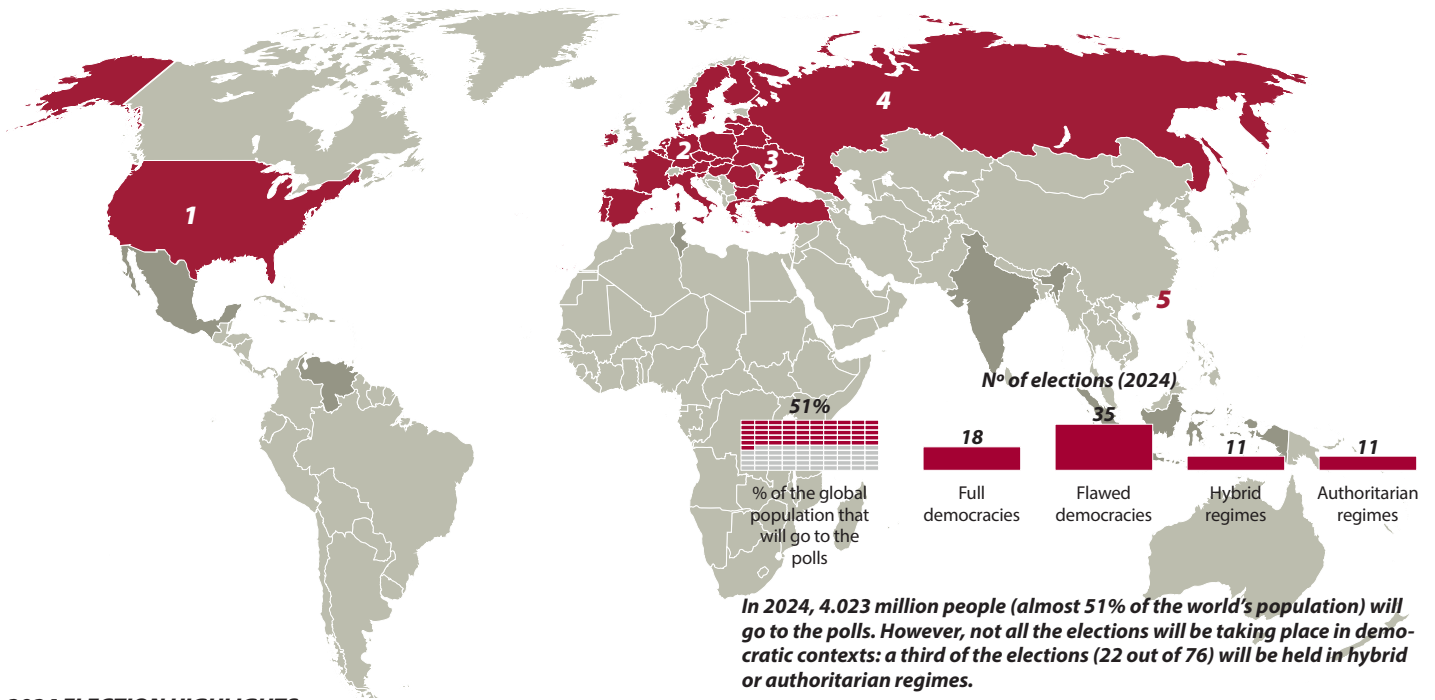 1
2
3
4
5
Nº of elections (2024)
51%
18
35
11
11
% of the global
population that
will go to the
polls
Full
democracies
Flawed
democracies
Hybrid
regimes
Authoritarian
regimes
In 2024, 4.023 million people (almost 51% of the world’s population) will
go to the polls. However, not all the elections will be taking place in demo-
cratic contexts: a third of the elections (22 out of 76) will be held in hybrid
or authoritarian regimes.
2024 ELECTION HIGHLIGHTS